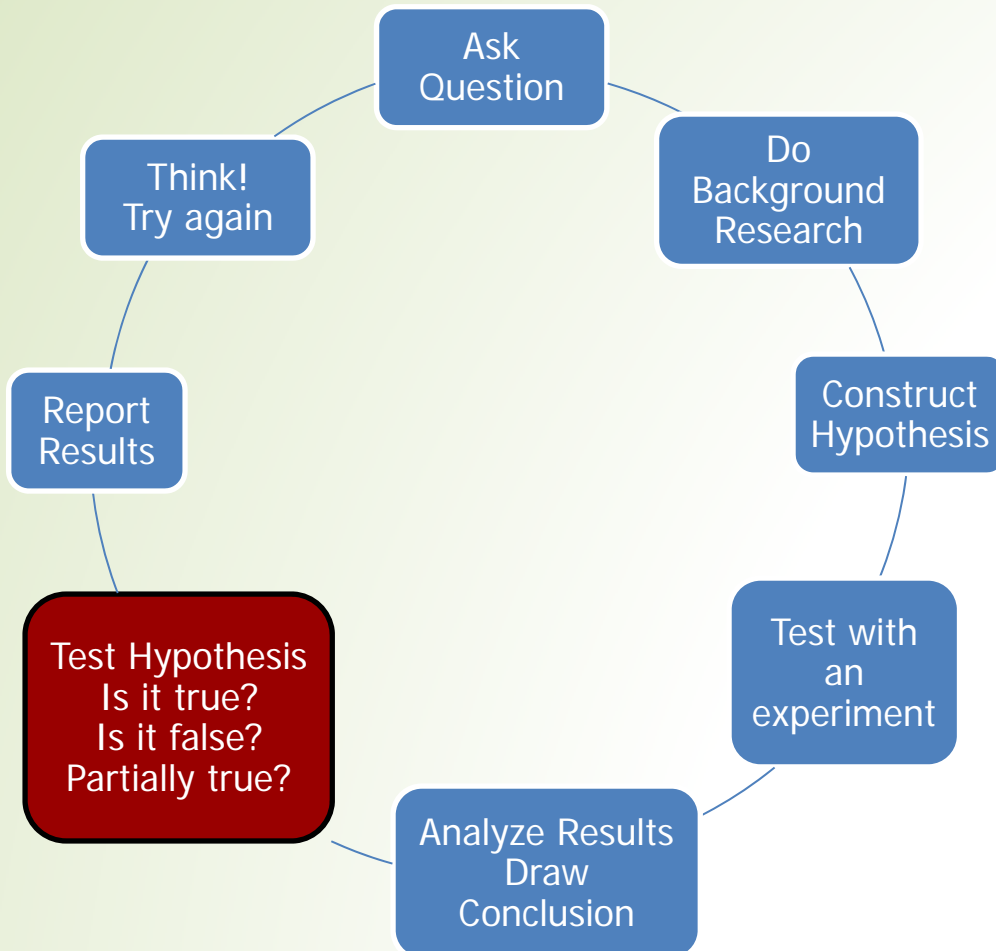 Ask
Question
Do
Background
Research
Construct
Hypothesis
Test with
an
experiment
Analyze Results
Draw
Conclusion
Test Hypothesis
Is it true?
Is it false?
Partially true?
Report
Results
Think!
Try again